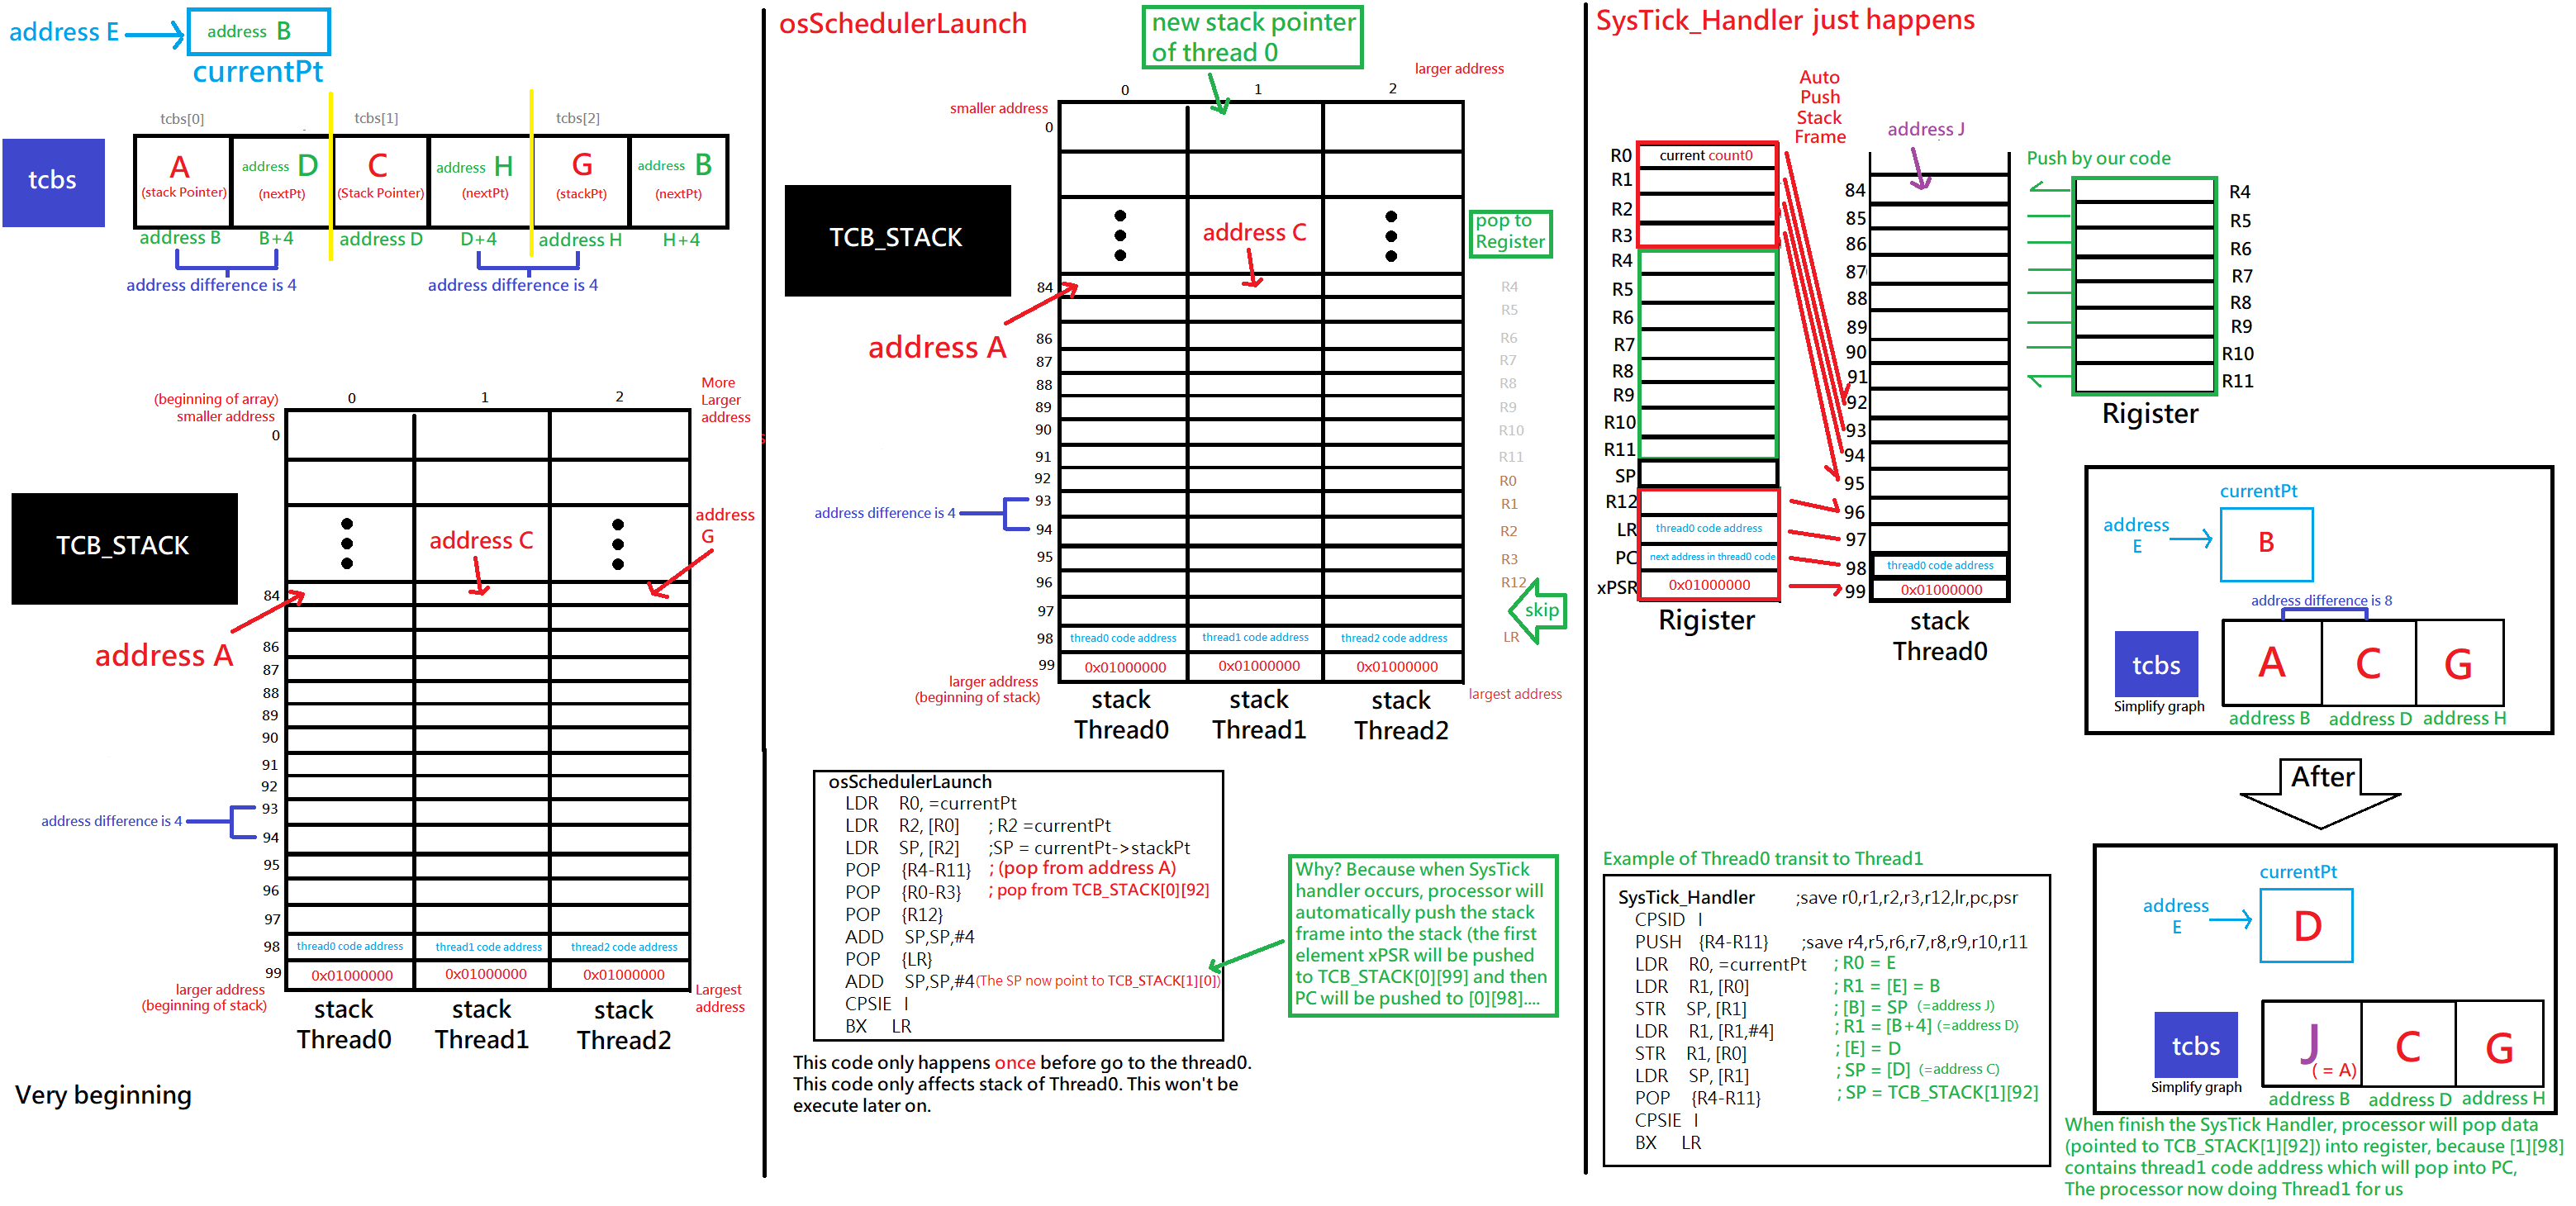 address E
address B
currentPt
tcbs[0]
tcbs[1]
tcbs[2]
tcbs
A
(stack Pointer)
address D
(nextPt)
C
(Stack Pointer)
address H
(nextPt)
G
(stackPt)
address B
(nextPt)
address B
B+4
address D
D+4
address H
H+4
address difference is 4
address difference is 4
(beginning of array)
smaller address
0
1
2
More
Larger
address
0
TCB_STACK
address C
address
G
84
address A
86
87
88
89
90
91
92
93
address difference is 4
94
95
96
97
98
thread0 code address
thread1 code address
thread2 code address
99
0x01000000
0x01000000
0x01000000
larger address
(beginning of stack)
Largest
address
stack
Thread0
stack
Thread1
stack
Thread2
Very beginning
osSchedulerLaunch
new stack pointer
of thread 0
larger address
smaller address
0
1
2
0
TCB_STACK
address C
pop to
Register
84
address A
86
87
88
89
90
91
92
93
address difference is 4
94
95
96
97
98
99
R4
R5
R6
R7
R8
R9
R10
R11
R0
R1
R2
R3
R12
skip
LR
thread0 code address
thread1 code address
thread2 code address
0x01000000
0x01000000
0x01000000
larger address
(beginning of stack)
largest address
stack
Thread0
stack
Thread1
stack
Thread2
osSchedulerLaunch
LDR R0, =currentPt
LDR R2, [R0] ; R2 =currentPt
LDR SP, [R2] ;SP = currentPt->stackPt
POP {R4-R11} ; (pop from address A)
POP {R0-R3} ; pop from TCB_STACK[0][92]
POP {R12}
ADD SP,SP,#4
POP {LR}
ADD SP,SP,#4(The SP now point to TCB_STACK[1][0])
CPSIE I
BX LR
Why? Because when SysTick
handler occurs, processor will
automatically push the stack
frame into the stack (the first
element xPSR will be pushed
to TCB_STACK[0][99] and then
PC will be pushed to [0][98]....
This code only happens once before go to the thread0.
This code only affects stack of Thread0. This won't be
execute later on.
SysTick_Handler just happens
Auto
Push
Stack
Frame
address J
Push by our code
R0
current count0
R1
R2
R3
R4
R5
R6
R7
R8
R9
R10
R11
SP
R12
LR
thread0 code address
PC
next address in thread0 code
xPSR
0x01000000
Rigister
84
85
86
87
88
89
90
91
92
93
94
95
96
97
98
thread0 code address
99
0x01000000
stack
Thread0
R4
R5
R6
R7
R8
R9
R10
R11
Rigister
currentPt
address
E
B
address difference is 8
tcbs
Simplify graph
A
C
G
address B
address D
address H
After
currentPt
address
E
D
tcbs
Simplify graph
J
( = A)
C
G
address B
address D
address H
Example of Thread0 transit to Thread1
SysTick_Handler ;save r0,r1,r2,r3,r12,lr,pc,psr
CPSID I
PUSH {R4-R11} ;save r4,r5,r6,r7,r8,r9,r10,r11
LDR R0, =currentPt ; R0 = E
LDR R1, [R0] ; R1 = [E] = B
STR SP, [R1] ; [B] = SP (=address J)
LDR R1, [R1,#4] ; R1 = [B+4] (=address D)
STR R1, [R0] ; [E] = D
LDR SP, [R1] ; SP = [D] (=address C)
POP {R4-R11} ; SP = TCB_STACK[1][92]
CPSIE I
BX LR
When finish the SysTick Handler, processor will pop data
(pointed to TCB_STACK[1][92]) into register, because [1][98]
contains thread1 code address which will pop into PC,
The processor now doing Thread1 for us